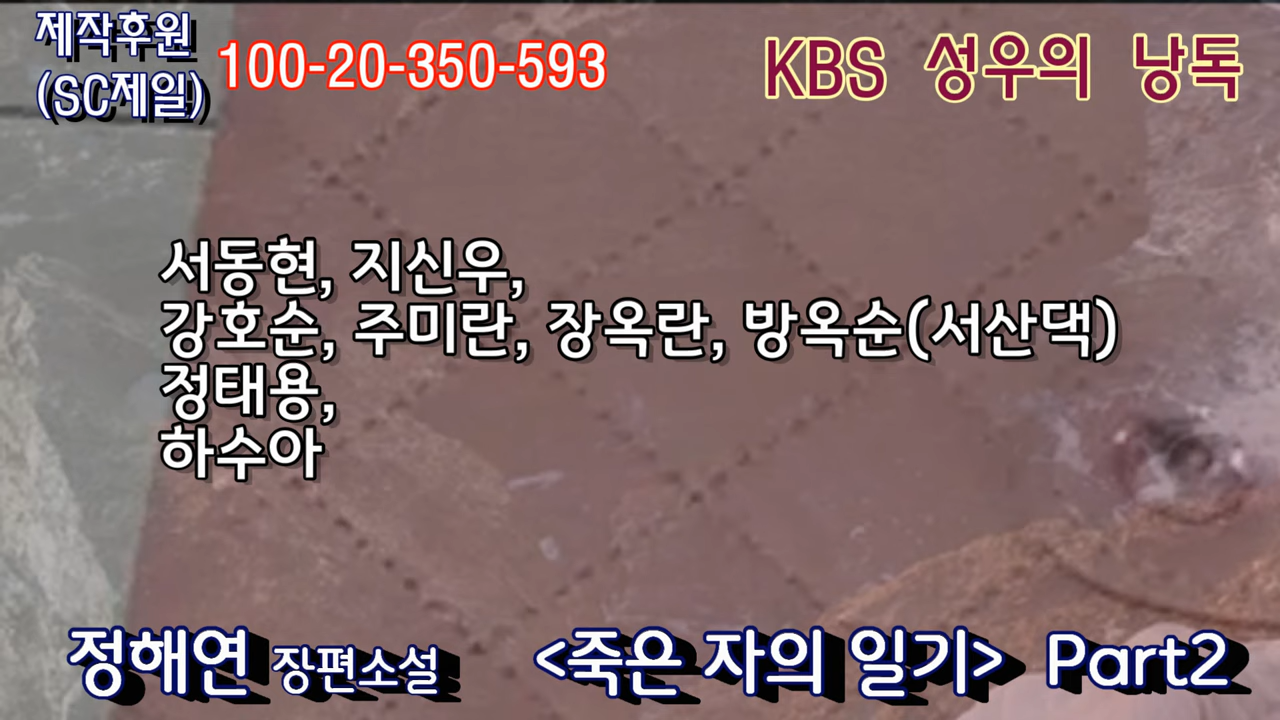 제작후원
(SC제일)
100-20-350-593
KBS 성우의 낭독
서동현, 지신우,
강호순, 주미란, 장옥란, 방옥순(서산댁)
정태용,
하수아
정해연 장편소설 <죽은 자의 일기> Part2